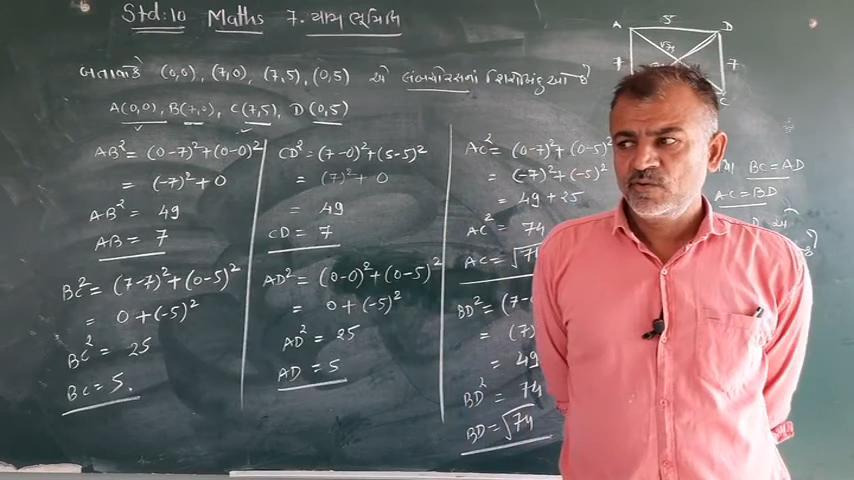 Std:10 Maths 7. યામ ભૂમિતિ
બતાવો કે (0,0), (7,0), (7,5), (0,5) એ લંબચોરસનાં શિરોબિંદુઓ છે
A(0,0), B(7,0), C(7,5), D(0,5)
AB² = (0-7)² + (0-0)²
= (-7)² + 0
AB² = 49
AB = 7
BC² = (7-7)² + (0-5)²
= 0 + (-5)²
BC² = 25
BC = 5.
CD² = (7-0)² + (5-5)²
= (7)² + 0
= 49
CD = 7
AD² = (0-0)² + (0-5)²
= 0 + (-5)²
AD² = 25
AD = 5
AC² = (0-7)² + (0-5)²
= (-7)² + (-5)²
= 49 + 25
AC² = 74
AC = √74
BD² = (7-
= (7)
= 49
BD² = 74
BD = √74
A 5 D
√74
7 7
C
BC = AD
AC = BD